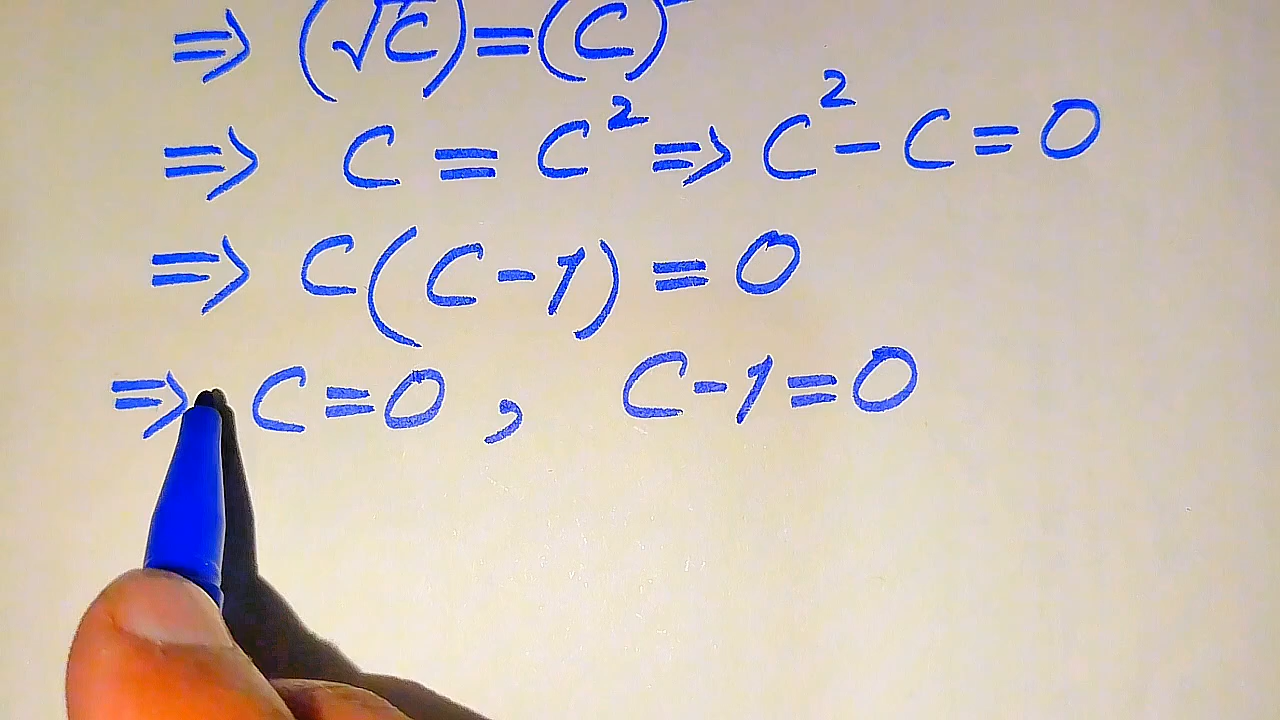 ⇒ (√C) = (C)
⇒ C = C² ⇒ C² - C = 0
⇒ C(C-1) = 0
⇒ C = 0 , C-1 = 0